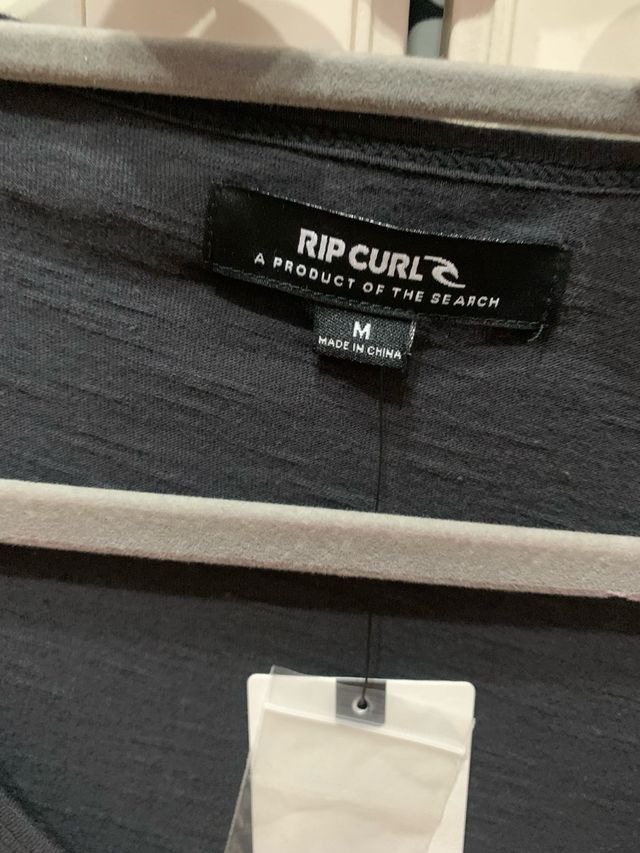 RIP CURL
A PRODUCT OF THE SEARCH
M
MADE IN CHINA